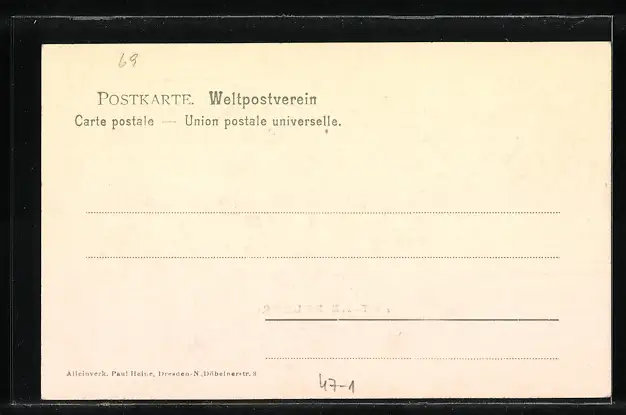 69
POSTKARTE. Weltpostverein
Carte postale — Union postale universelle.
Alleinverk. Paul Heine, Dresden-N., Döbelnerstr. 8
47-1